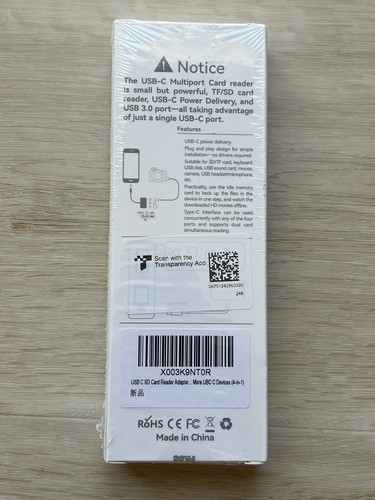 Notice
The USB-C Multiport Card reader
is small but powerful, TF/SD card
reader, USB-C Power Delivery, and
USB 3.0 port—all taking advantage
of just a single USB-C port.
Features
USB-C power delivery.
Plug and play design for simple
installation—no drivers required.
Suitable for SD/TF card, keyboard,
USB disk, USB sound card, mouse,
camera, USB headset/microphone,
etc.
Practicality, use the idle memory
card to back up the files in the
device in one step, and watch the
downloaded HD movies offline.
Type-C interface can be used
concurrently with any of the four
ports and supports dual card
simultaneous reading.
Scan with the
Transparency App
X003K9NT0R
USB C SD Card Reader Adapter... More UBC C Devices (4-in-1)
新品
RoHS CE FC
Made in China